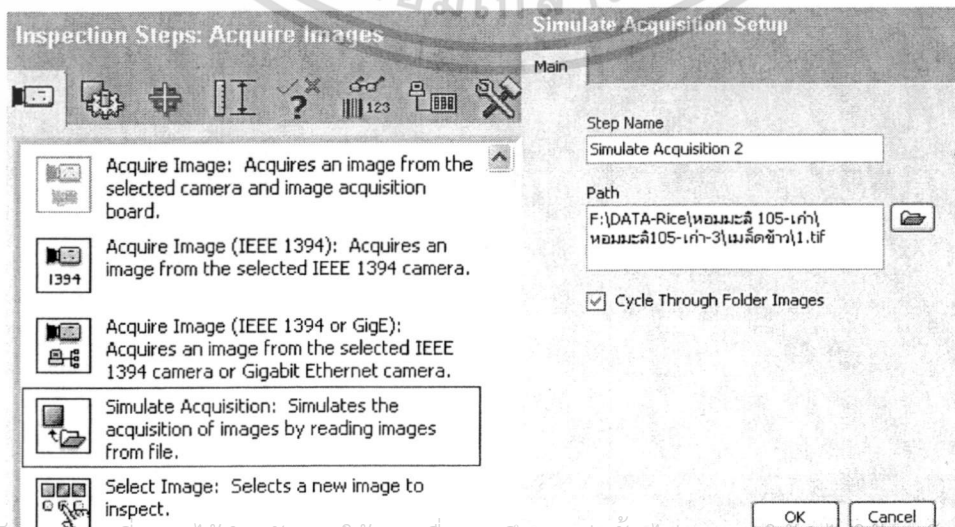 Inspection Steps: Acquire Images
123
Acquire Image: Acquires an image from the
selected camera and image acquisition
board.
Acquire Image (IEEE 1394): Acquires an
image from the selected IEEE 1394 camera.
1394
Acquire Image (IEEE 1394 or GigE):
Acquires an image from the selected IEEE
1394 camera or Gigabit Ethernet camera.
Simulate Acquisition: Simulates the
acquisition of images by reading images
from file.
Select Image: Selects a new image to
inspect.
Simulate Acquisition Setup
Main
Step Name
Simulate Acquisition 2
Path
F:\DATA-Rice\หอมมะลิ 105-เก่า\
หอมมะลิ105-เก่า-3\เมล็ดข้าว\1.tif
Cycle Through Folder Images
OK
Cancel